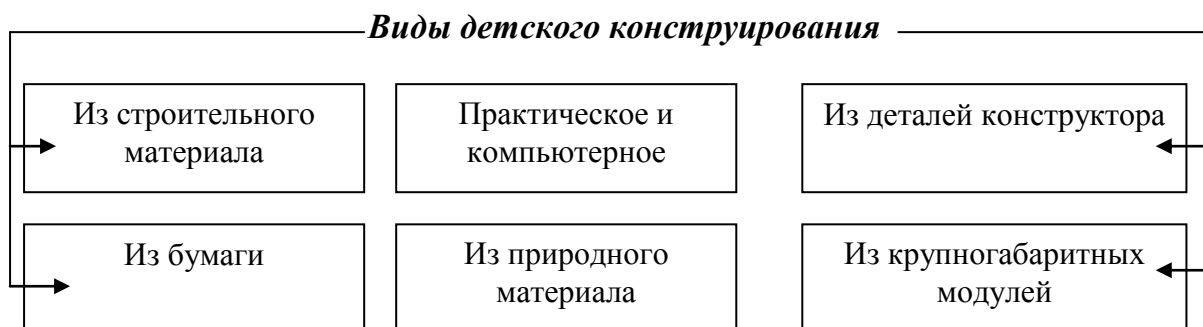 Виды детского конструирования
Из строительного
материала
Практическое и
компьютерное
Из деталей конструктора
Из бумаги
Из природного
материала
Из крупногабаритных
модулей